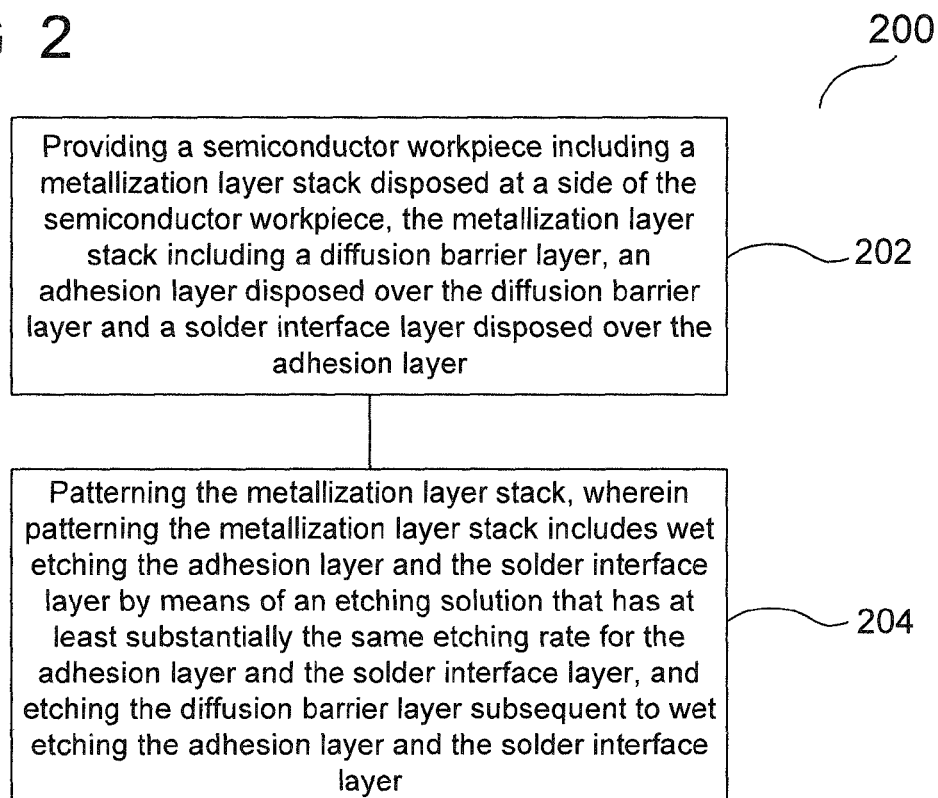 2
200
Providing a semiconductor workpiece including a
metallization layer stack disposed at a side of the
semiconductor workpiece, the metallization layer
stack including a diffusion barrier layer, an
adhesion layer disposed over the diffusion barrier
layer and a solder interface layer disposed over the
adhesion layer
202
Patterning the metallization layer stack, wherein
patterning the metallization layer stack includes wet
etching the adhesion layer and the solder interface
layer by means of an etching solution that has at
least substantially the same etching rate for the
adhesion layer and the solder interface layer, and
etching the diffusion barrier layer subsequent to wet
etching the adhesion layer and the solder interface
layer
204